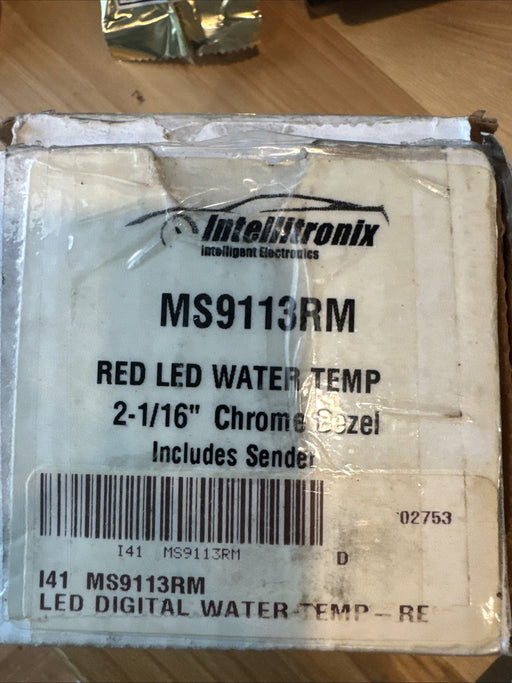 Intellitronix
Intelligent Electronics
MS9113RM
RED LED WATER TEMP
2-1/16" Chrome Bezel
Includes Sender
02753
I41 MS9113RM
D
I41 MS9113RM
LED DIGITAL WATER TEMP - RE